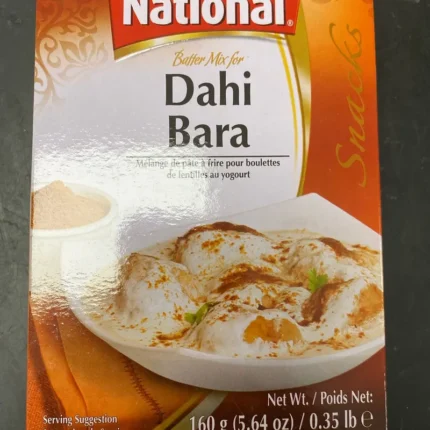 National
Batter Mix for
Dahi
Bara
Mélange de pâte à frire pour boulettes
de lentilles au yogourt
Snacks
Net Wt. / Poids Net:
160 g (5.64 oz) / 0.35 lb e
Serving Suggestion